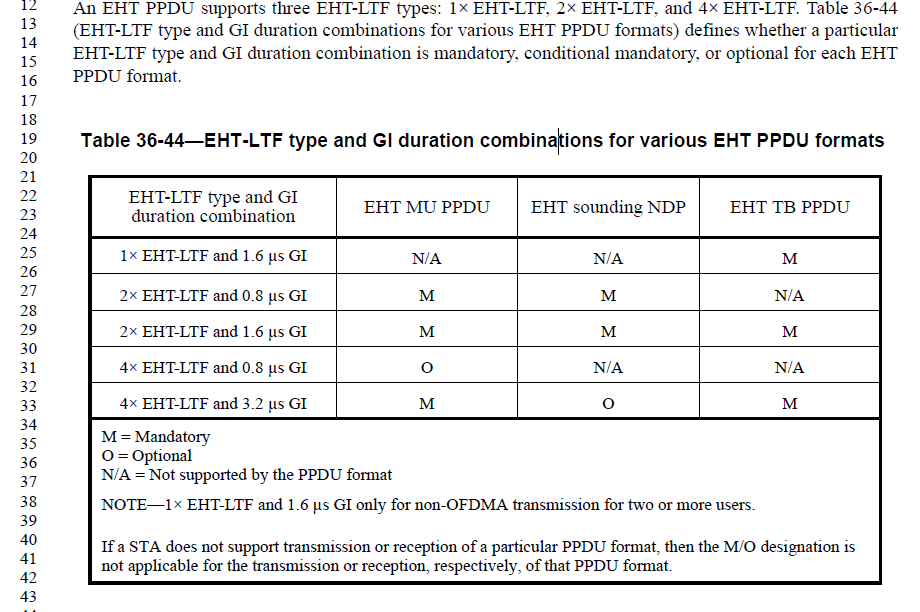 12 An EHT PPDU supports three EHT-LTF types: 1× EHT-LTF, 2× EHT-LTF, and 4× EHT-LTF. Table 36-44
13 (EHT-LTF type and GI duration combinations for various EHT PPDU formats) defines whether a particular
14 EHT-LTF type and GI duration combination is mandatory, conditional mandatory, or optional for each EHT
15
16 PPDU format.
17
18
19 Table 36-44—EHT-LTF type and GI duration combinations for various EHT PPDU formats
20
21
22 EHT-LTF type and GI
23 duration combination EHT MU PPDU EHT sounding NDP EHT TB PPDU
24
25 1× EHT-LTF and 1.6 µs GI N/A N/A M
26
27 2× EHT-LTF and 0.8 µs GI M M N/A
28
29 2× EHT-LTF and 1.6 µs GI M M M
30
31 4× EHT-LTF and 0.8 µs GI O N/A N/A
32
33 4× EHT-LTF and 3.2 µs GI M O M
34
35 M = Mandatory
36 O = Optional
37 N/A = Not supported by the PPDU format
38 NOTE—1× EHT-LTF and 1.6 µs GI only for non-OFDMA transmission for two or more users.
39
40 If a STA does not support transmission or reception of a particular PPDU format, then the M/O designation is
41 not applicable for the transmission or reception, respectively, of that PPDU format.
42
43